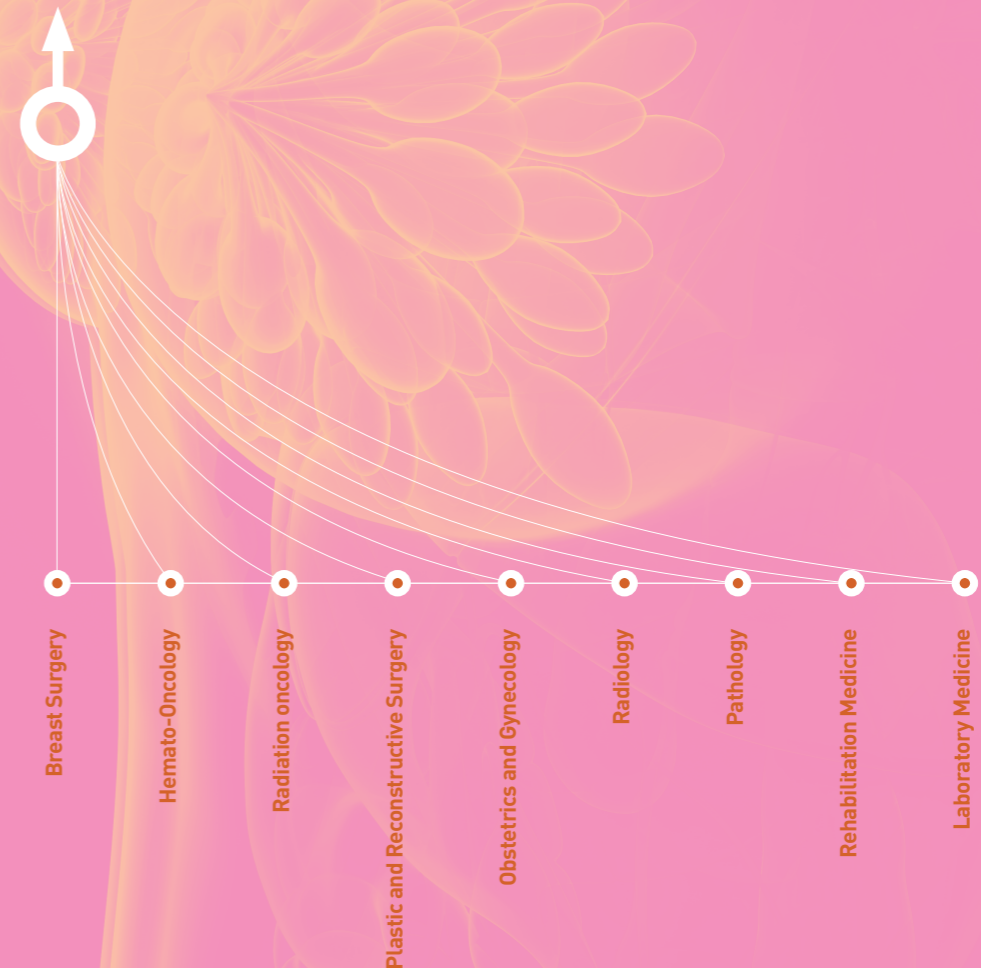 Breast Surgery
Hemato-Oncology
Radiation oncology
Plastic and Reconstructive Surgery
Obstetrics and Gynecology
Radiology
Pathology
Rehabilitation Medicine
Laboratory Medicine